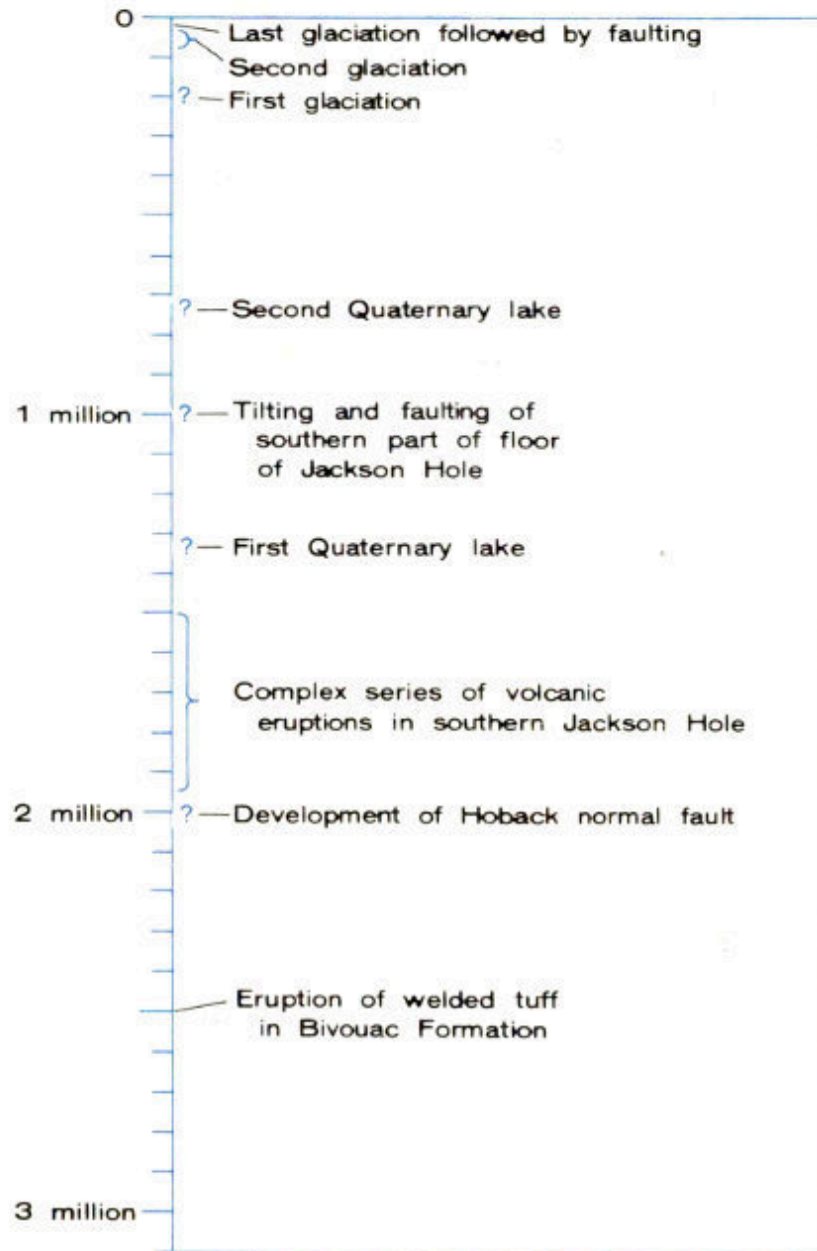 0
Last glaciation followed by faulting
Second glaciation
? First glaciation
? Second Quaternary lake
1 million ? Tilting and faulting of
southern part of floor
of Jackson Hole
? First Quaternary lake
Complex series of volcanic
eruptions in southern Jackson Hole
2 million ? Development of Hoback normal fault
Eruption of welded tuff
in Bivouac Formation
3 million